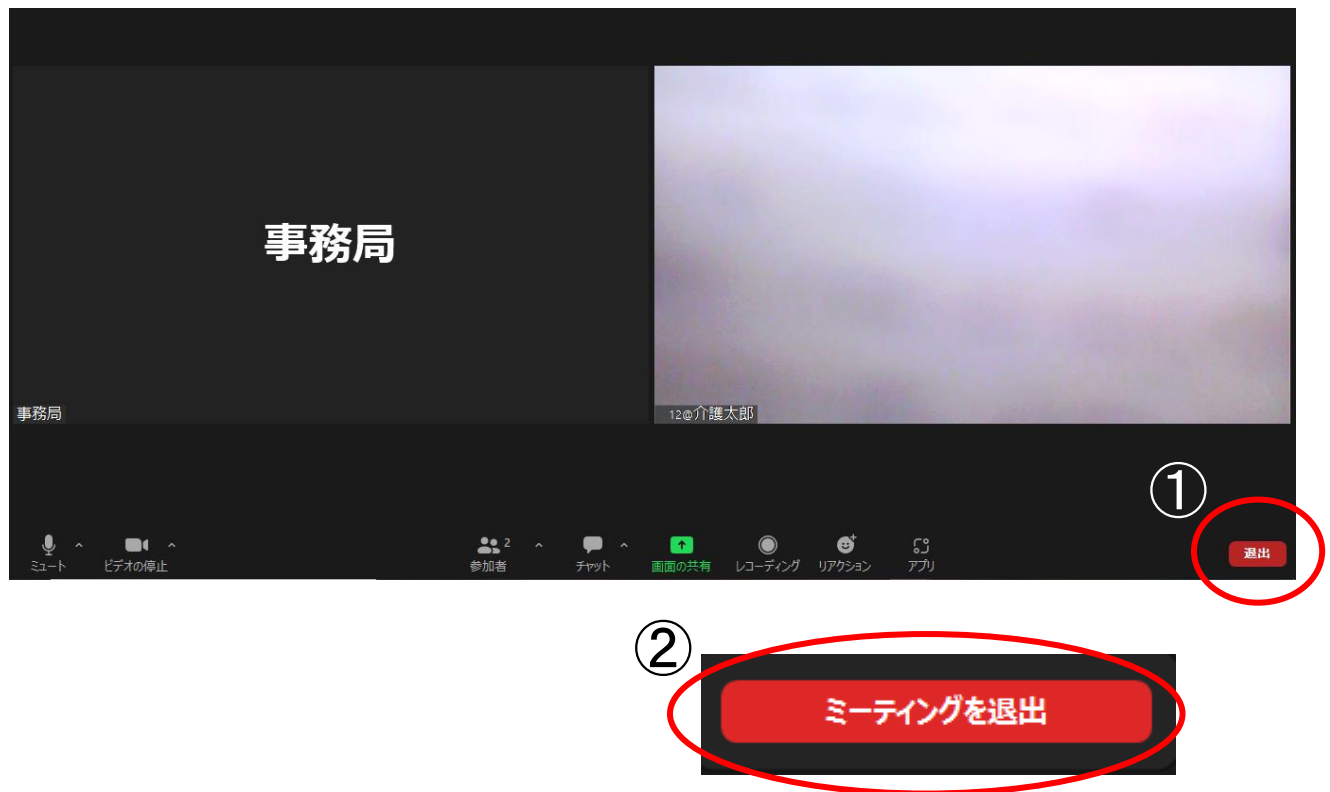 事務局
事務局
12@介護太郎
①
ミュート
ビデオの停止
2
参加者
チャット
画面の共有
レコーディング
リアクション
アプリ
退出
②
ミーティングを退出